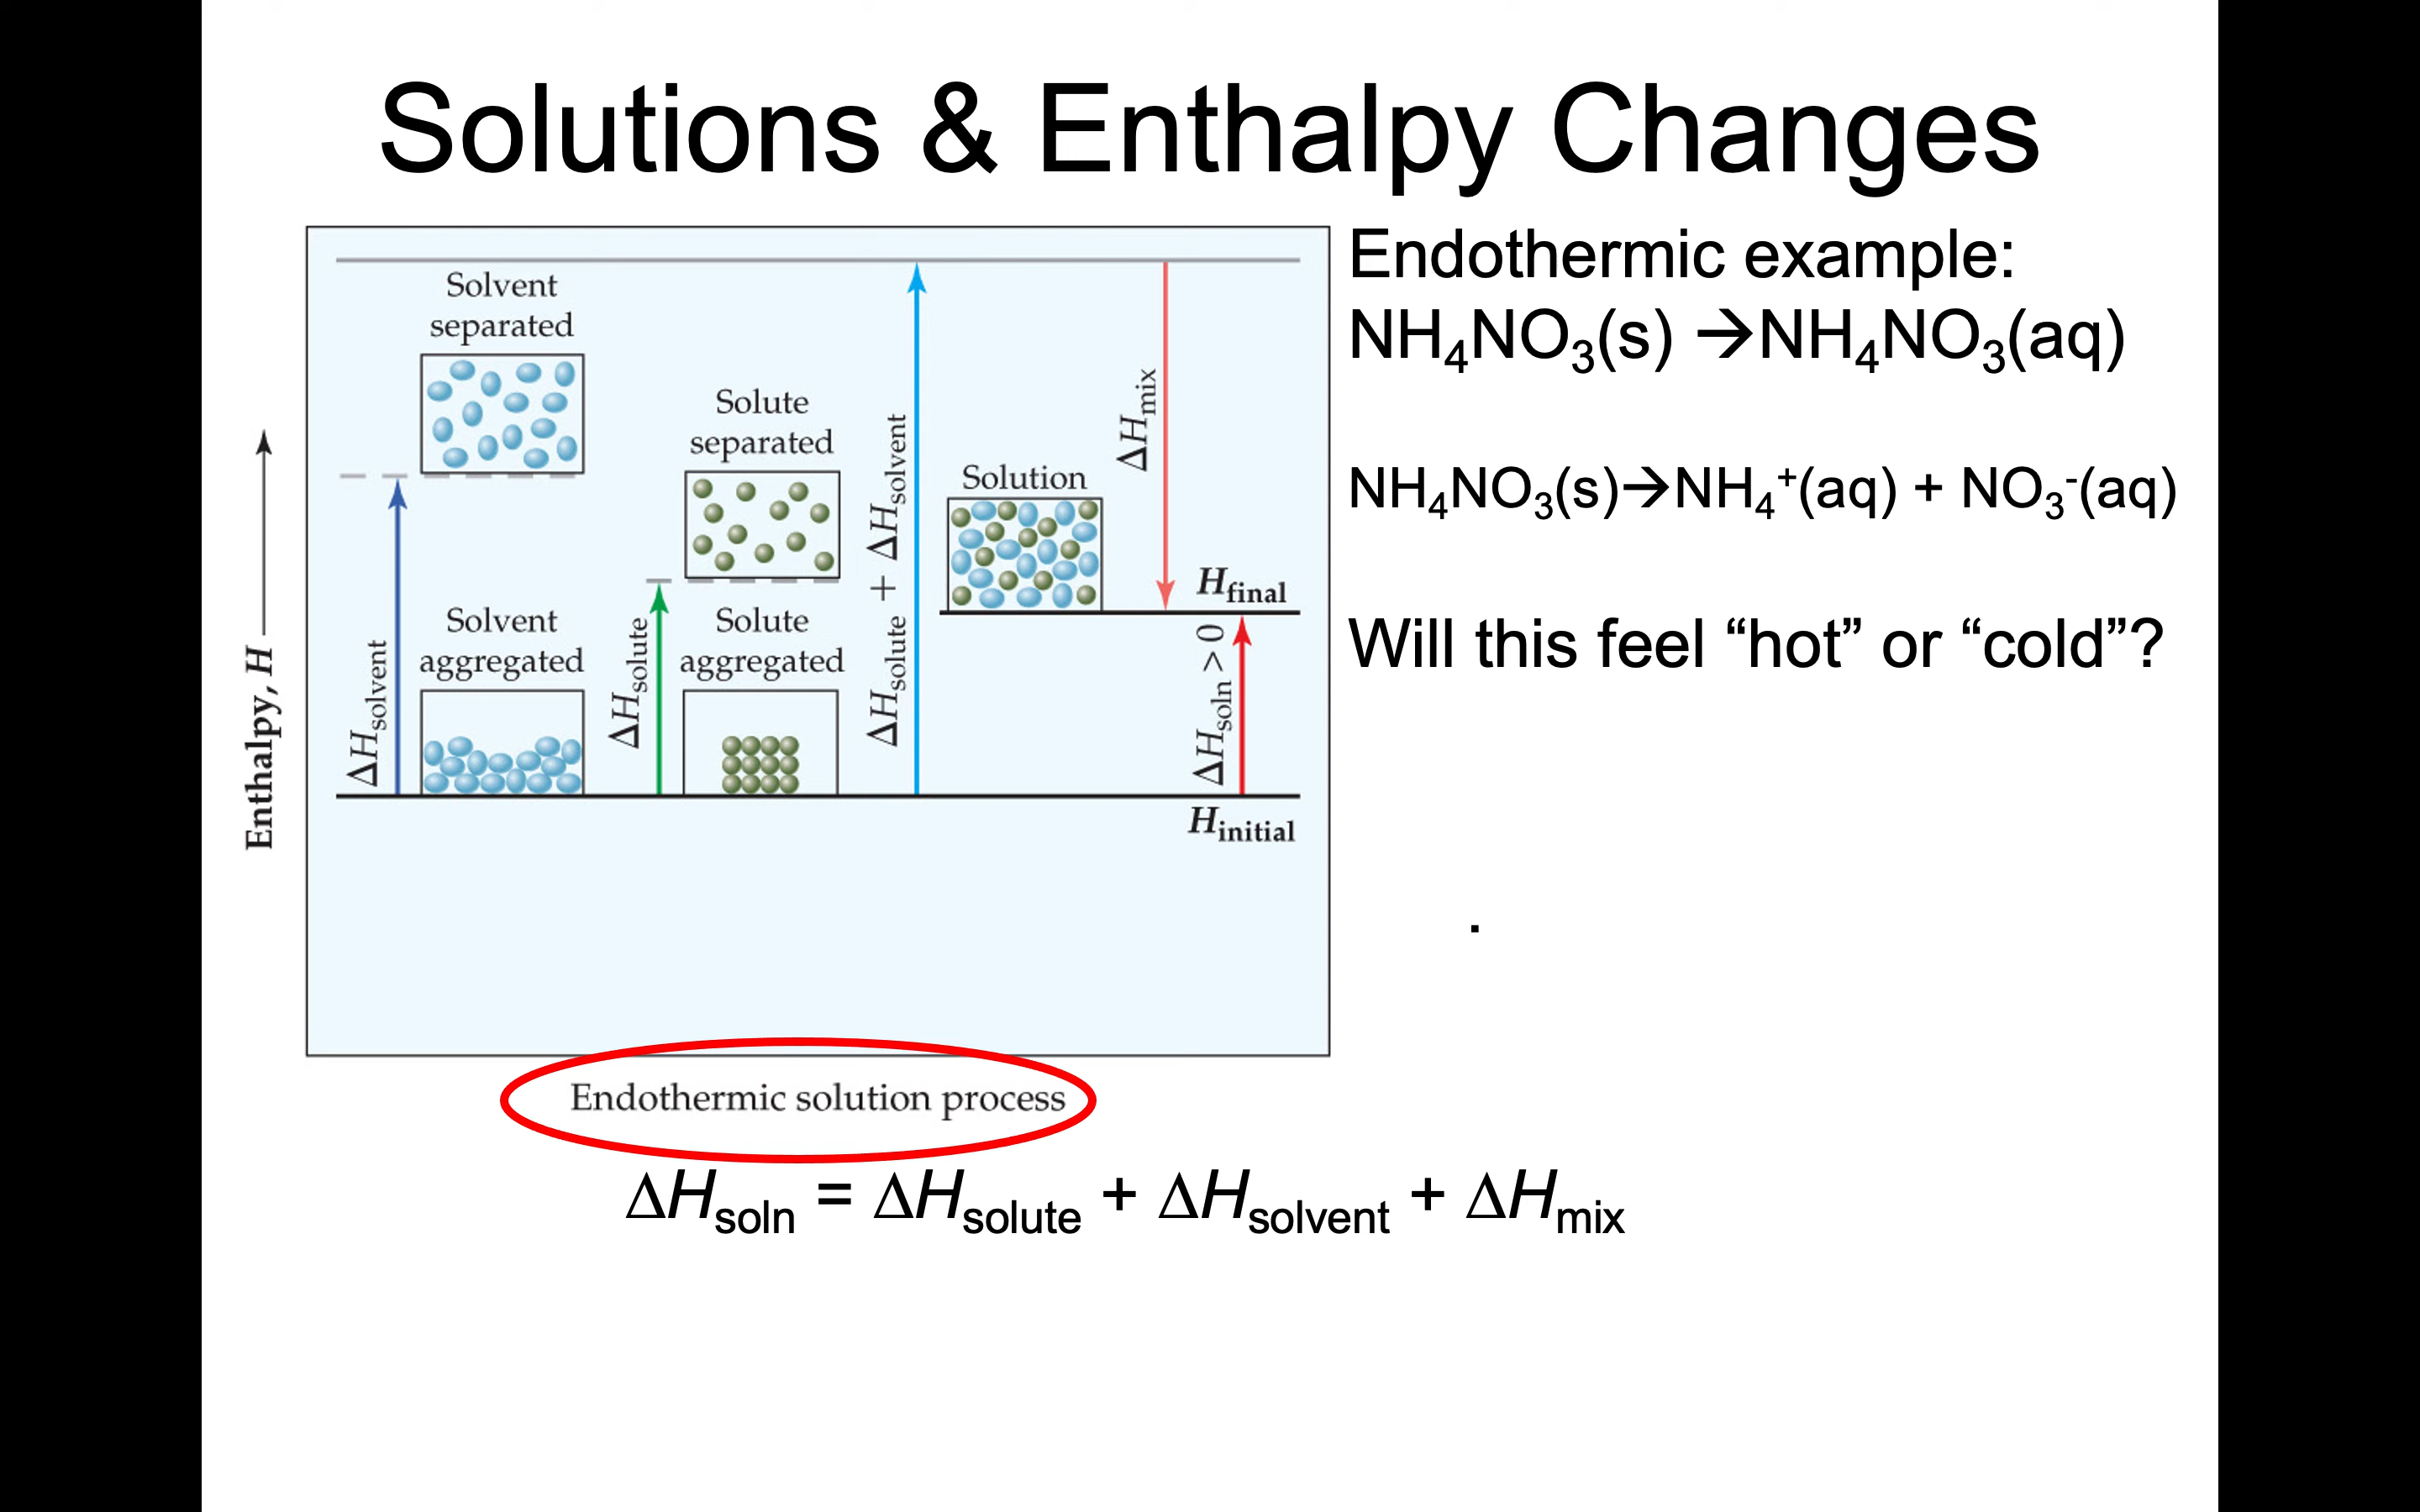 Solutions & Enthalpy Changes
Solvent
separated
Solute
separated
Solvent
aggregated
Solute
aggregated
Solution
Enthalpy, H
ΔHsolvent
ΔHsolute
ΔHsolute + ΔHsolvent
ΔHmix
Hfinal
ΔHsoln > 0
Hinitial
Endothermic solution process
Endothermic example:
NH₄NO₃(s) →NH₄NO₃(aq)
NH₄NO₃(s)→NH₄⁺(aq) + NO₃⁻(aq)
Will this feel “hot” or “cold”?
.
ΔHsoln = ΔHsolute + ΔHsolvent + ΔHmix